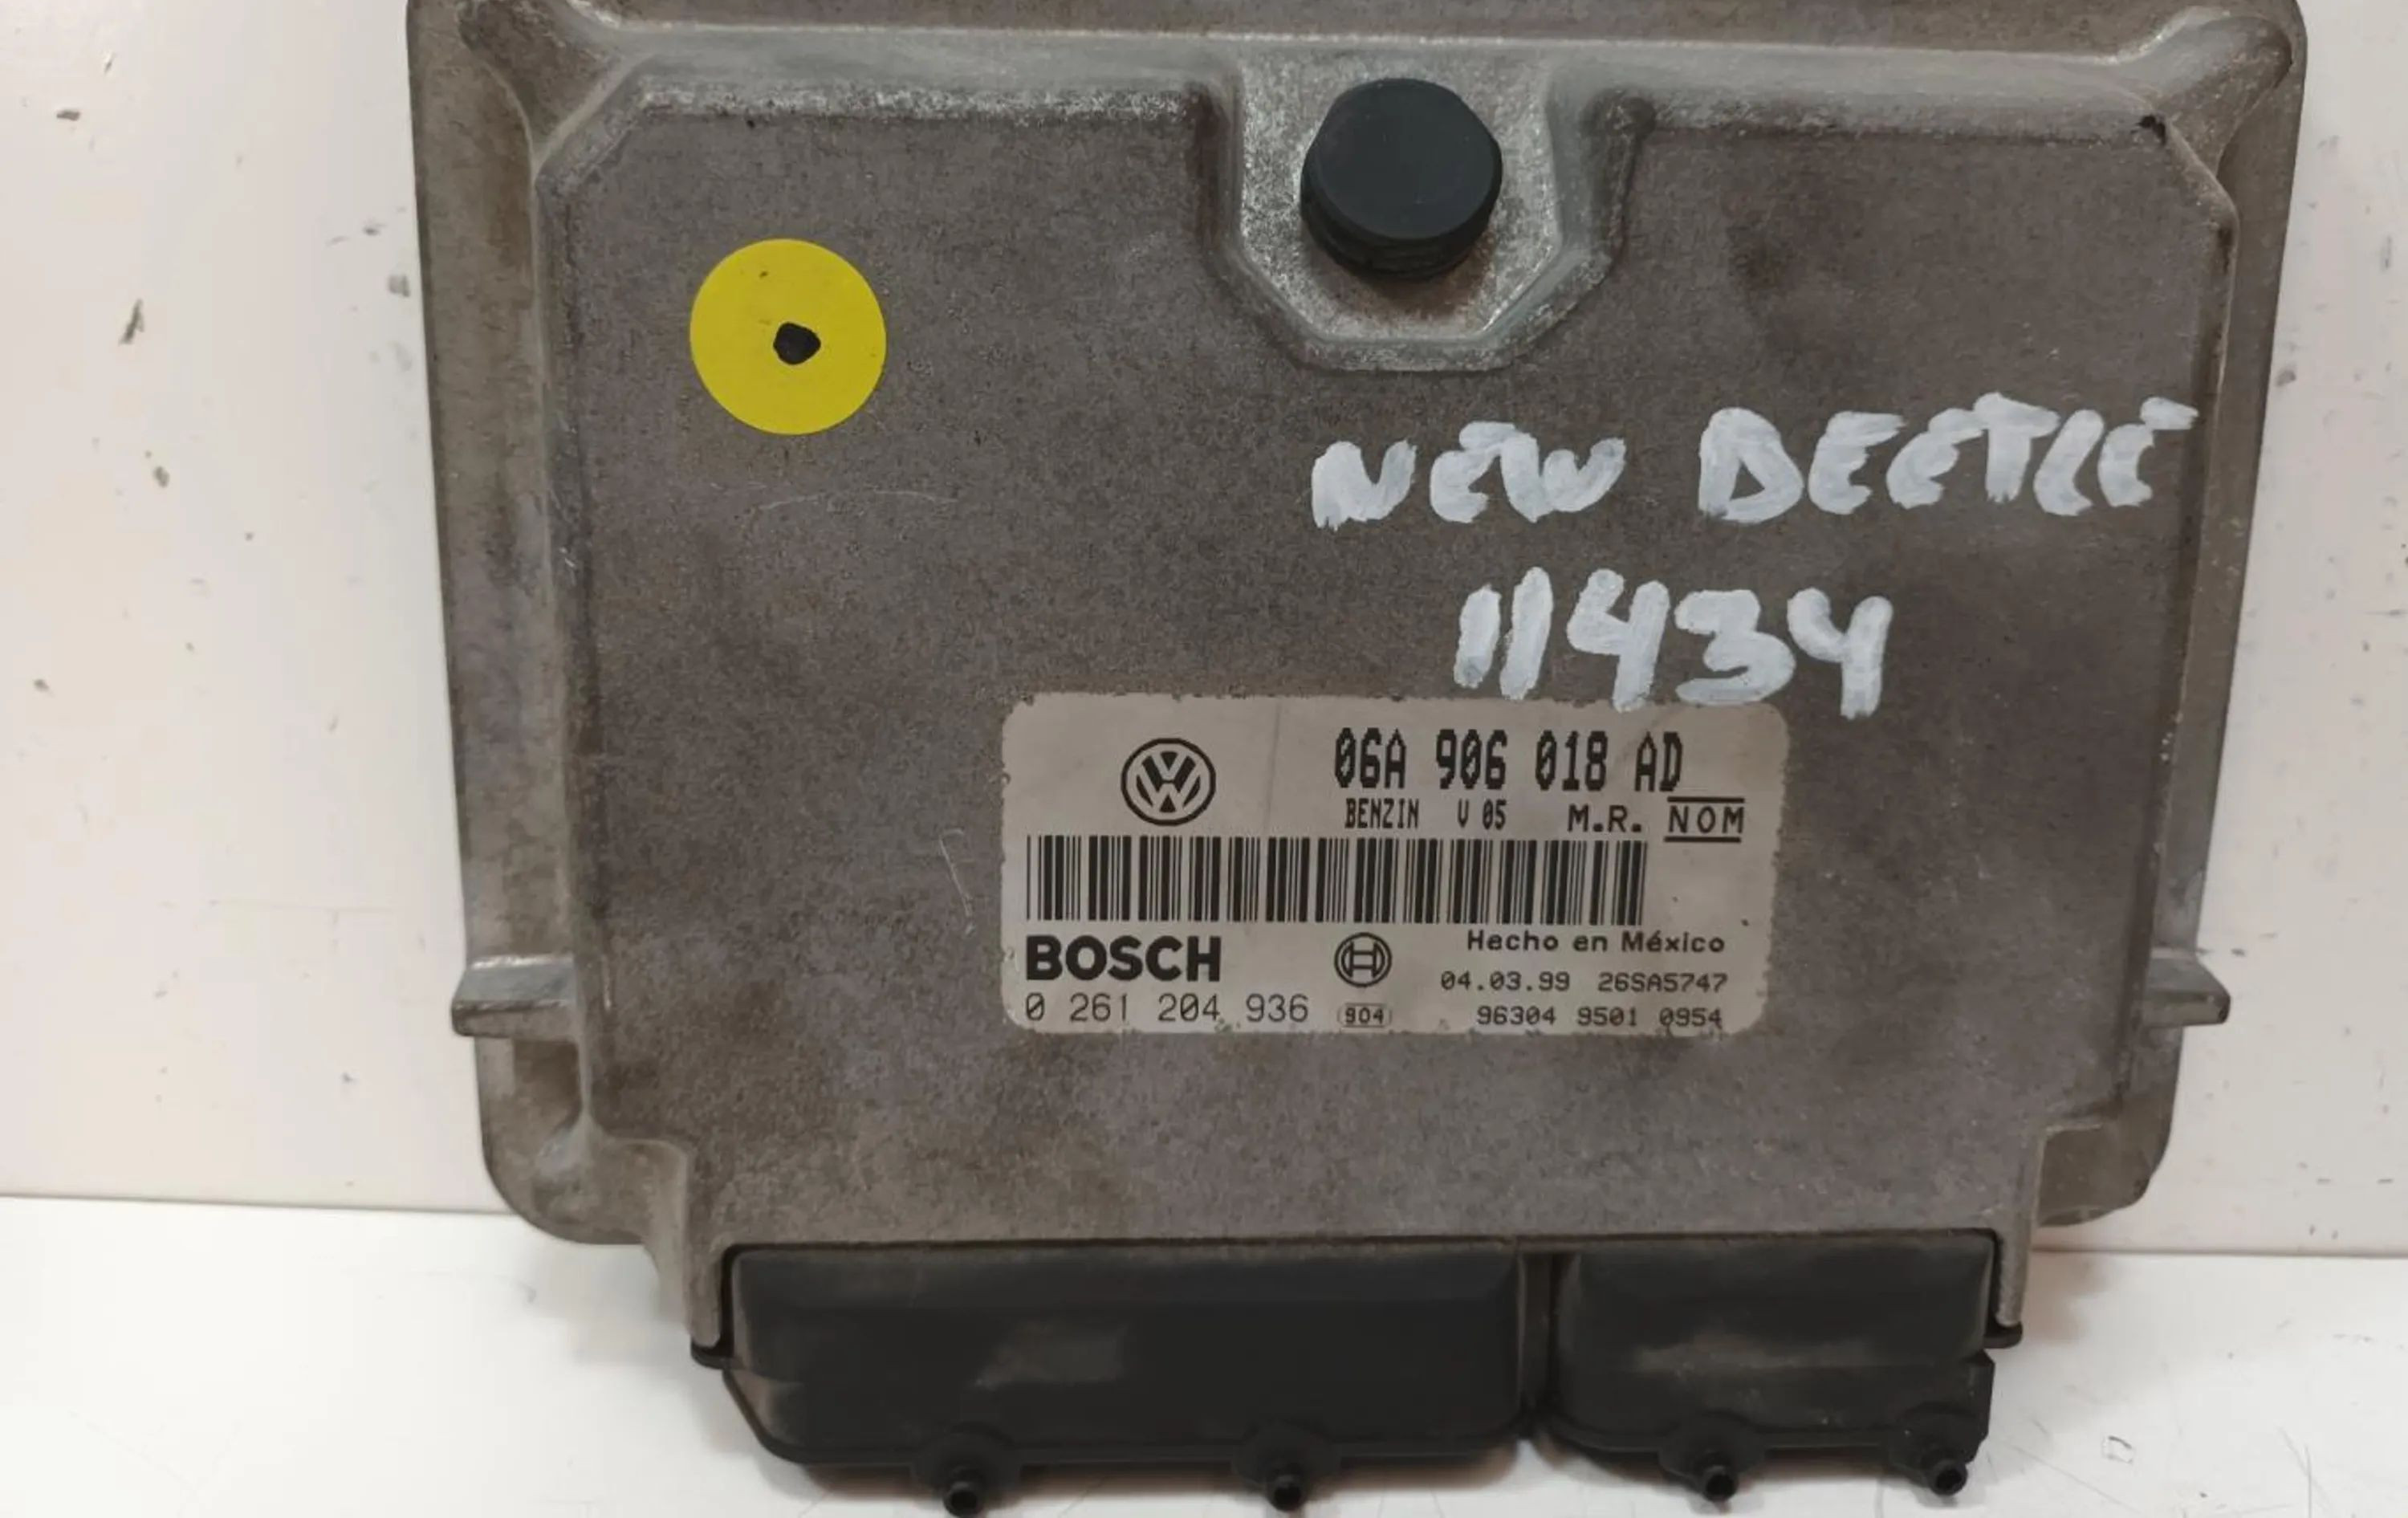 NEW BEETLE
11434
06A 906 018 AD
BENZIN V 05 M.R. NOM
BOSCH
Hecho en México
04.03.99 26SA5747
0 261 204 936 904 96304 9501 0954